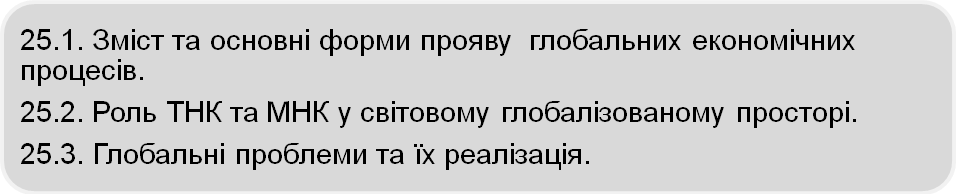 25.1. Зміст та основні форми прояву глобальних економічних
процесів.
25.2. Роль ТНК та МНК у світовому глобалізованому просторі.
25.3. Глобальні проблеми та їх реалізація.